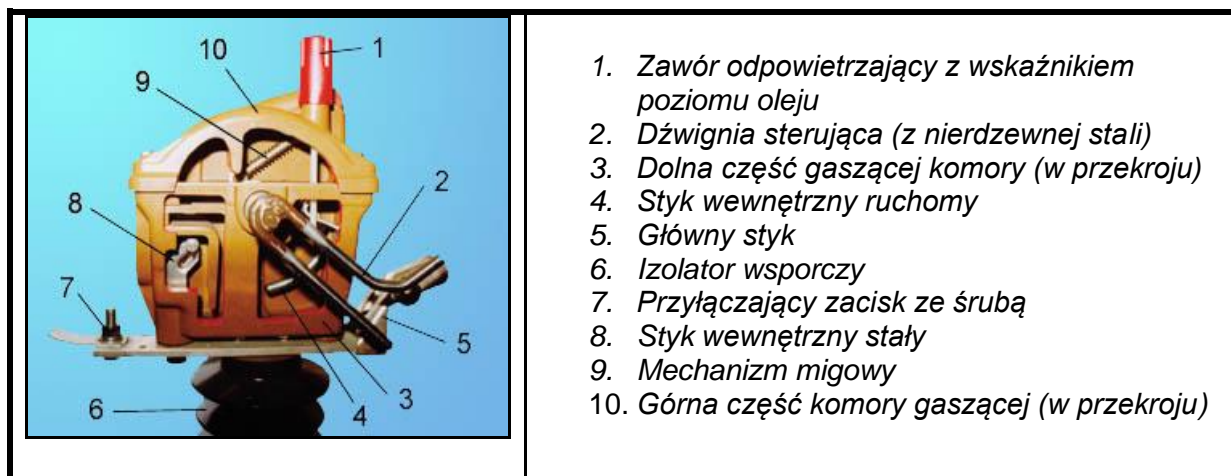 10
1
9
2
8
7
5
3
4
6
1. Zawór odpowietrzający z wskaźnikiem
poziomu oleju
2. Dźwignia sterująca (z nierdzewnej stali)
3. Dolna część gaszącej komory (w przekroju)
4. Styk wewnętrzny ruchomy
5. Główny styk
6. Izolator wsporczy
7. Przyłączający zacisk ze śrubą
8. Styk wewnętrzny stały
9. Mechanizm migowy
10. Górna część komory gaszącej (w przekroju)